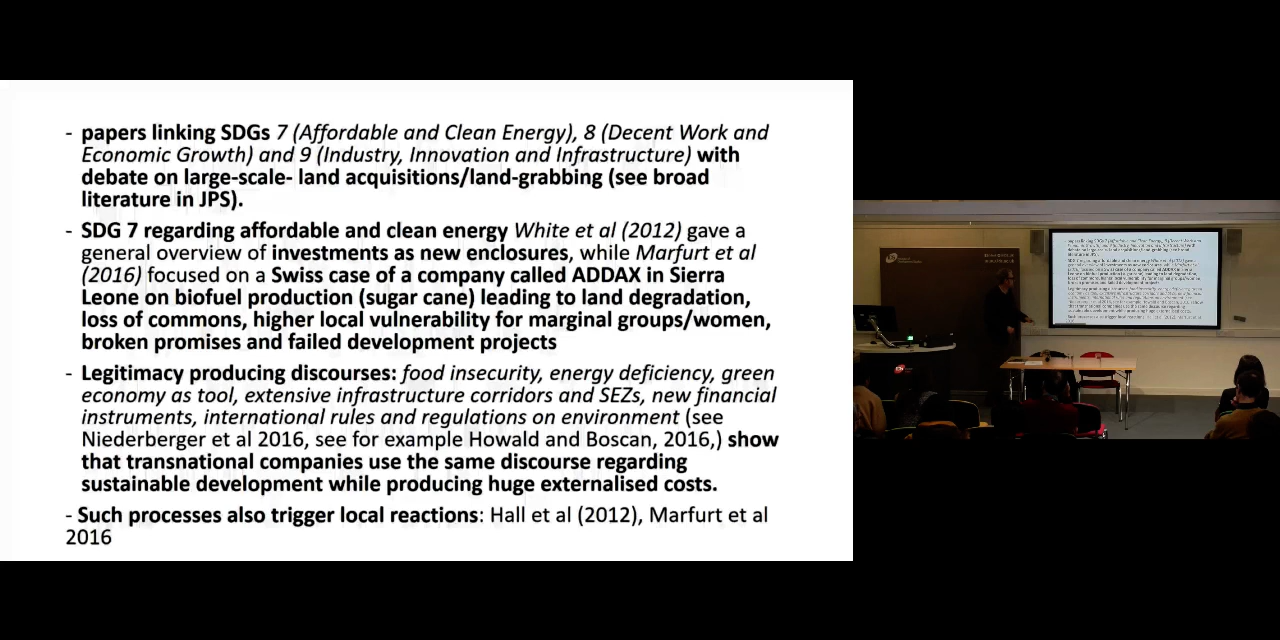 - papers linking SDGs 7 (Affordable and Clean Energy), 8 (Decent Work and
Economic Growth) and 9 (Industry, Innovation and Infrastructure) with
debate on large-scale- land acquisitions/land-grabbing (see broad
literature in JPS).
- SDG 7 regarding affordable and clean energy White et al (2012) gave a
general overview of investments as new enclosures, while Marfurt et al
(2016) focused on a Swiss case of a company called ADDAX in Sierra
Leone on biofuel production (sugar cane) leading to land degradation,
loss of commons, higher local vulnerability for marginal groups/women,
broken promises and failed development projects
- Legitimacy producing discourses: food insecurity, energy deficiency, green
economy as tool, extensive infrastructure corridors and SEZs, new financial
instruments, international rules and regulations on environment (see
Niederberger et al 2016, see for example Howald and Boscan, 2016,) show
that transnational companies use the same discourse regarding
sustainable development while producing huge externalised costs.
- Such processes also trigger local reactions: Hall et al (2012), Marfurt et al
2016